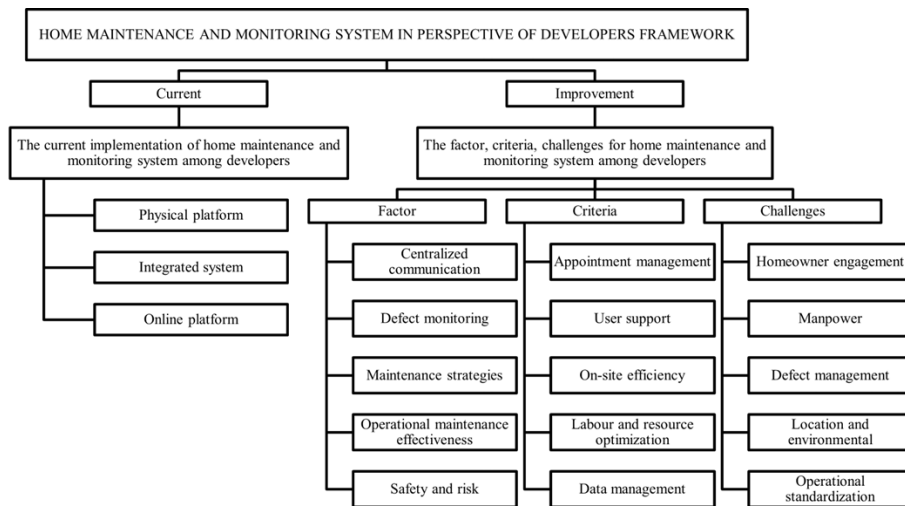 HOME MAINTENANCE AND MONITORING SYSTEM IN PERSPECTIVE OF DEVELOPERS FRAMEWORK
Current
Improvement
The current implementation of home maintenance and
monitoring system among developers
The factor, criteria, challenges for home maintenance and
monitoring system among developers
Physical platform
Integrated system
Online platform
Factor
Criteria
Challenges
Centralized
communication
Appointment management
Homeowner engagement
Defect monitoring
User support
Manpower
Maintenance strategies
On-site efficiency
Defect management
Operational maintenance
effectiveness
Labour and resource
optimization
Location and
environmental
Safety and risk
Data management
Operational
standardization